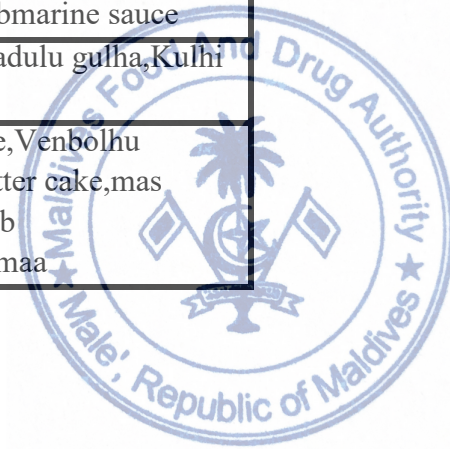 bmarine sauce
adulu gulha,Kulhi
e,Venbolhu
tter cake,mas
b
maa
Maldives Food And Drug Authority
Male', Republic of Maldives